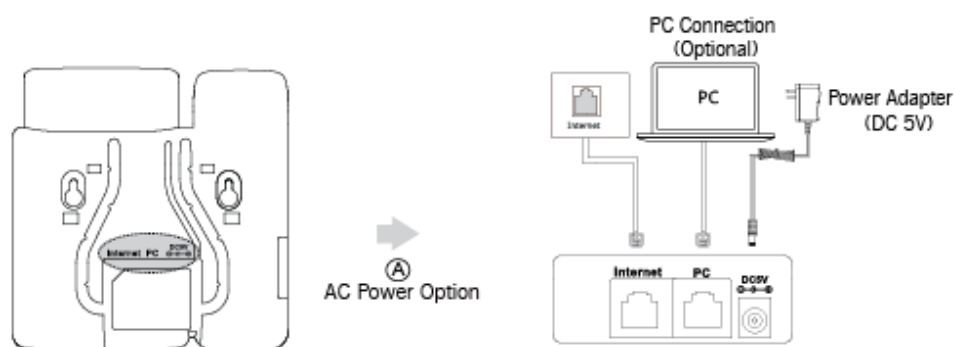 PC Connection
(Optional)
PC
Internet
Power Adapter
(DC 5V)
Internet PC DC5V
A
AC Power Option
Internet PC DC5V